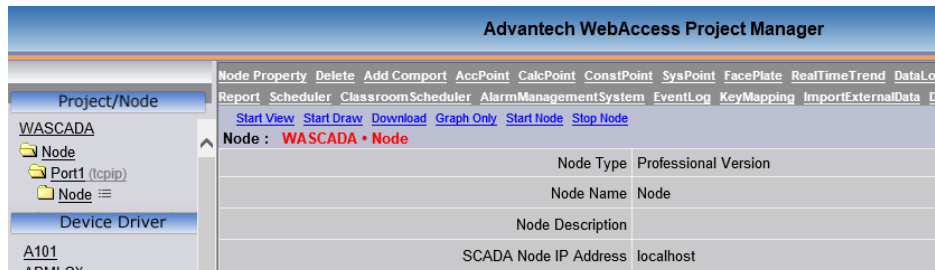 Advantech WebAccess Project Manager
Node Property Delete Add Comport AccPoint CalcPoint ConstPoint SysPoint FacePlate RealTimeTrend DataLo
Report Scheduler ClassroomScheduler AlarmManagementSystem EventLog KeyMapping ImportExternalData
Start View Start Draw Download Graph Only Start Node Stop Node
Node : WASCADA • Node
Node Type Professional Version
Node Name Node
Node Description
SCADA Node IP Address localhost
Project/Node
WASCADA
Node
Port1 (tcpip)
Node
Device Driver
A101